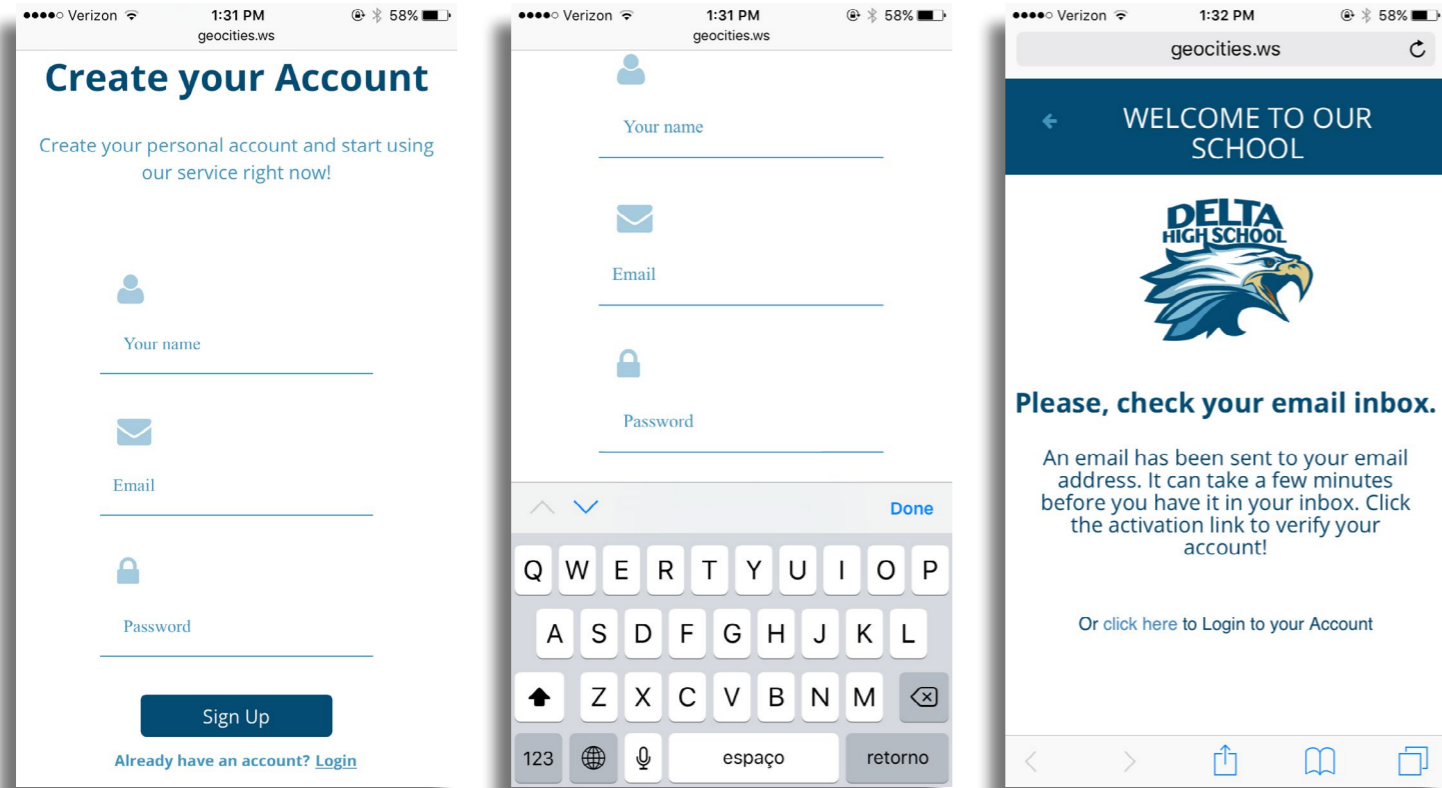 Verizon 1:31 PM 58%
geocities.ws
Create your Account
Create your personal account and start using
our service right now!
Your name
Email
Password
Sign Up
Already have an account? Login
Verizon 1:31 PM 58%
geocities.ws
Your name
Email
Password
Done
Q W E R T Y U I O P
A S D F G H J K L
Z X C V B N M
123 espaço retorno
Verizon 1:32 PM 58%
geocities.ws
WELCOME TO OUR
SCHOOL
DELTA
HIGH SCHOOL
Please, check your email inbox.
An email has been sent to your email
address. It can take a few minutes
before you have it in your inbox. Click
the activation link to verify your
account!
Or click here to Login to your Account